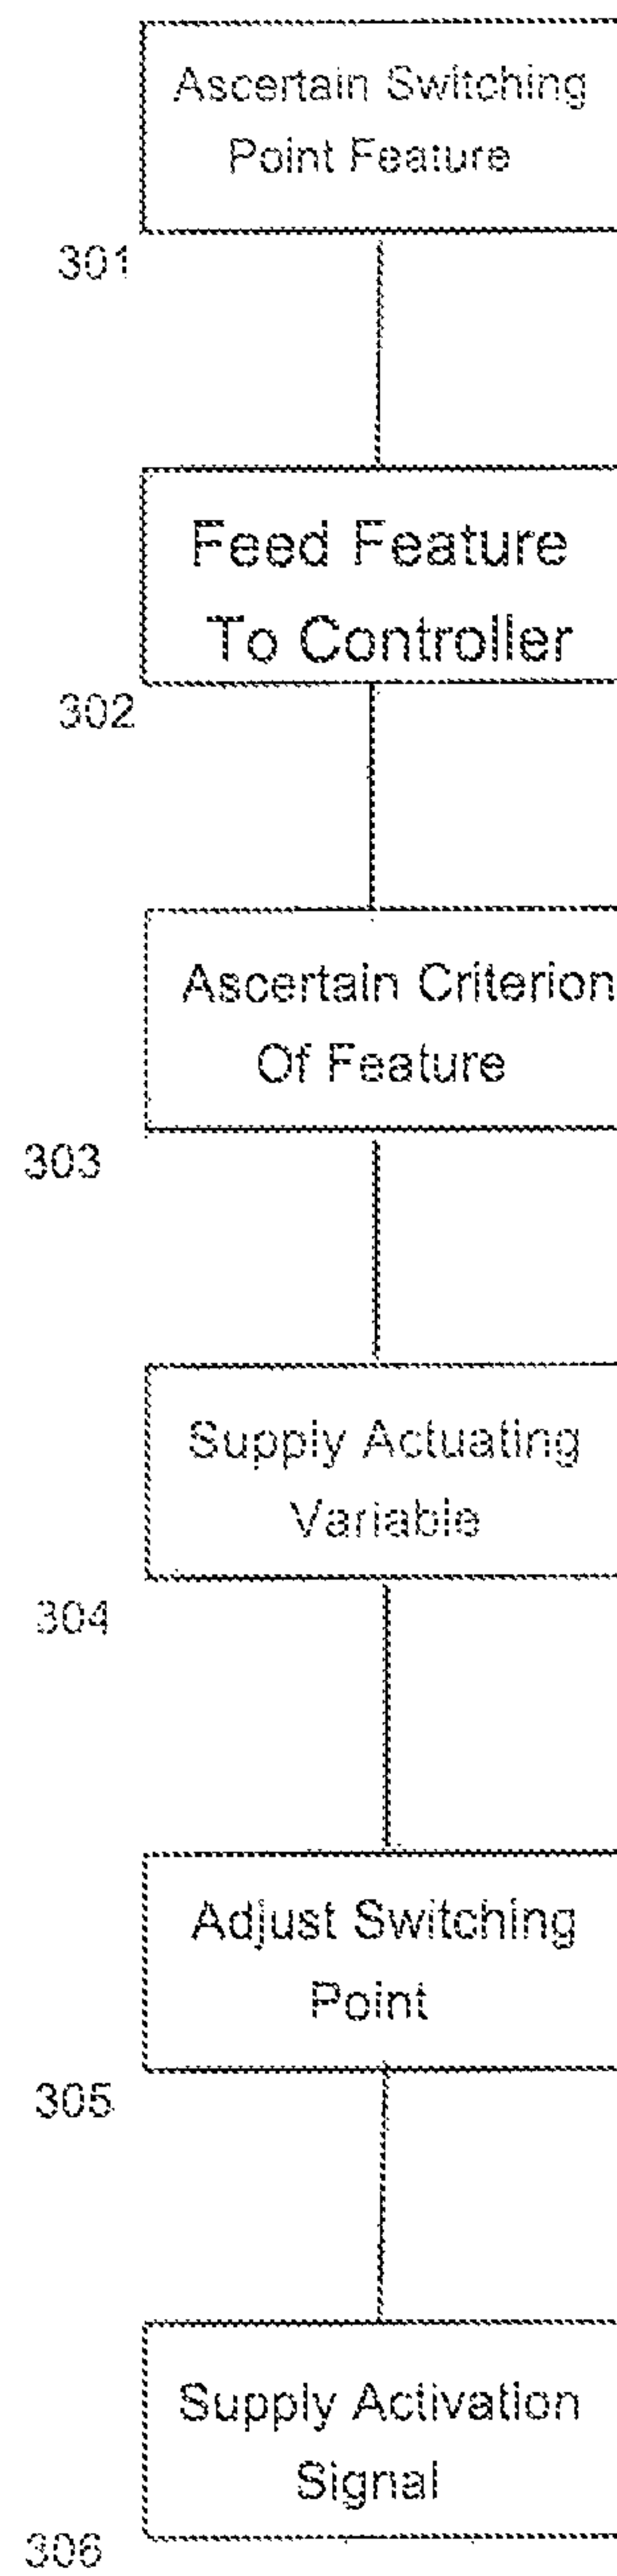 Ascertain Switching
Point Feature
301
Feed Feature
To Controller
302
Ascertain Criterion
Of Feature
303
Supply Actuating
Variable
304
Adjust Switching
Point
305
Supply Activation
Signal
306